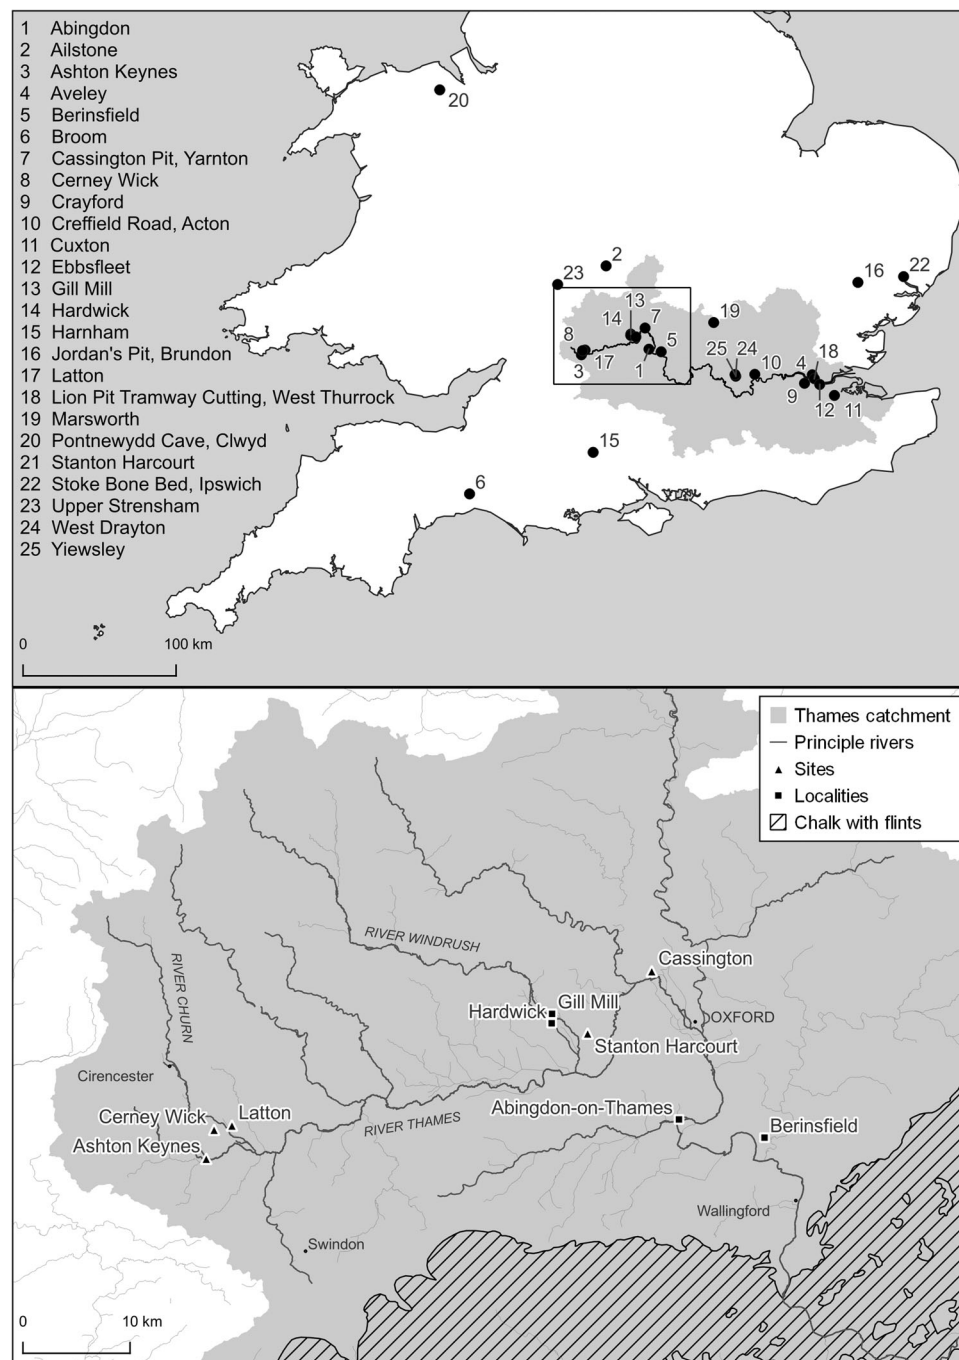 1 Abingdon
2 Ailstone
3 Ashton Keynes
4 Aveley
5 Berinsfield
6 Broom
7 Cassington Pit, Yarnton
8 Cerney Wick
9 Crayford
10 Creffield Road, Acton
11 Cuxton
12 Ebbsfleet
13 Gill Mill
14 Hardwick
15 Harnham
16 Jordan's Pit, Brundon
17 Latton
18 Lion Pit Tramway Cutting, West Thurrock
19 Marsworth
20 Pontnewydd Cave, Clwyd
21 Stanton Harcourt
22 Stoke Bone Bed, Ipswich
23 Upper Strensham
24 West Drayton
25 Yiewsley
0 100 km
20
2
23
16
22
13
14
7
19
8
17
5
3
1
25
24
10
4
18
9
12
11
15
6
Thames catchment
Principle rivers
Sites
Localities
Chalk with flints
RIVER WINDRUSH
RIVER CHURN
Cassington
Hardwick
Gill Mill
OXFORD
Stanton Harcourt
Cirencester
Cerney Wick
Latton
Abingdon-on-Thames
RIVER THAMES
Berinsfield
Ashton Keynes
Wallingford
Swindon
0 10 km